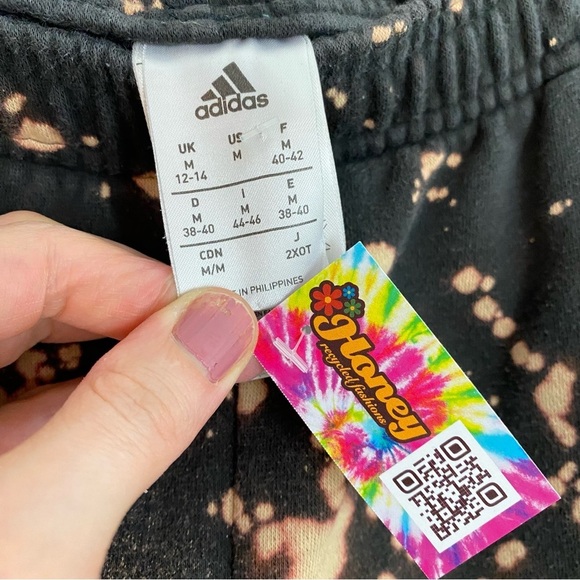 adidas
UK US F
M M M
12-14 40-42
D I E
M M M
38-40 44-46 38-40
CDN J
M/M 2XOT
IN PHILIPPINES
Honey
recycled fashions